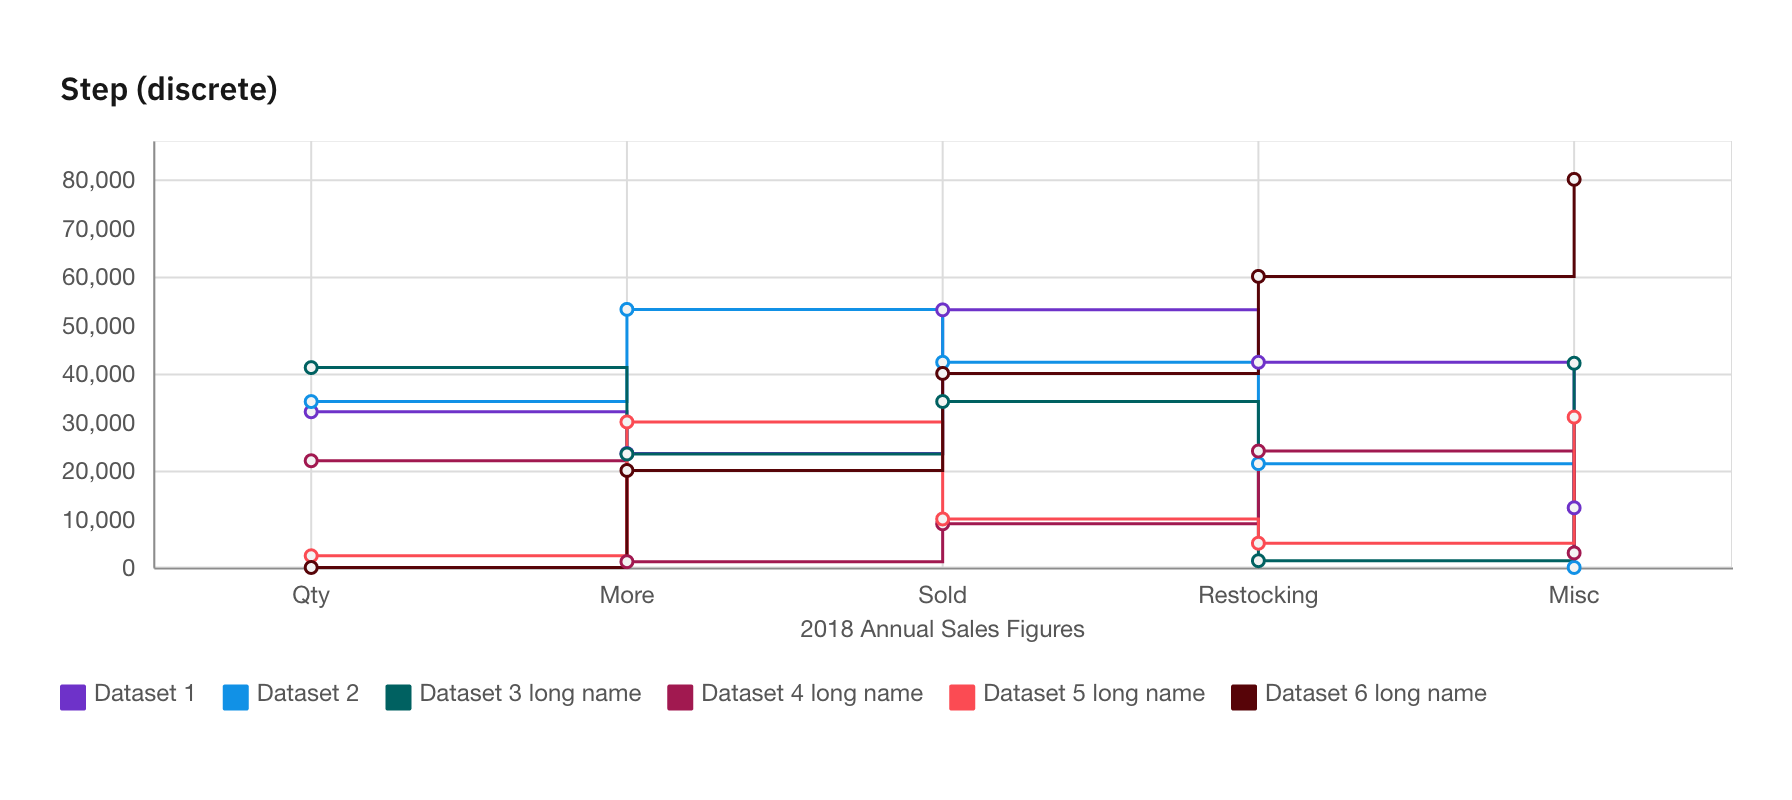 Step (discrete)
80,000
70,000
60,000
50,000
40,000
30,000
20,000
10,000
0
Qty More Sold Restocking Misc
2018 Annual Sales Figures
Dataset 1 Dataset 2 Dataset 3 long name Dataset 4 long name Dataset 5 long name Dataset 6 long name